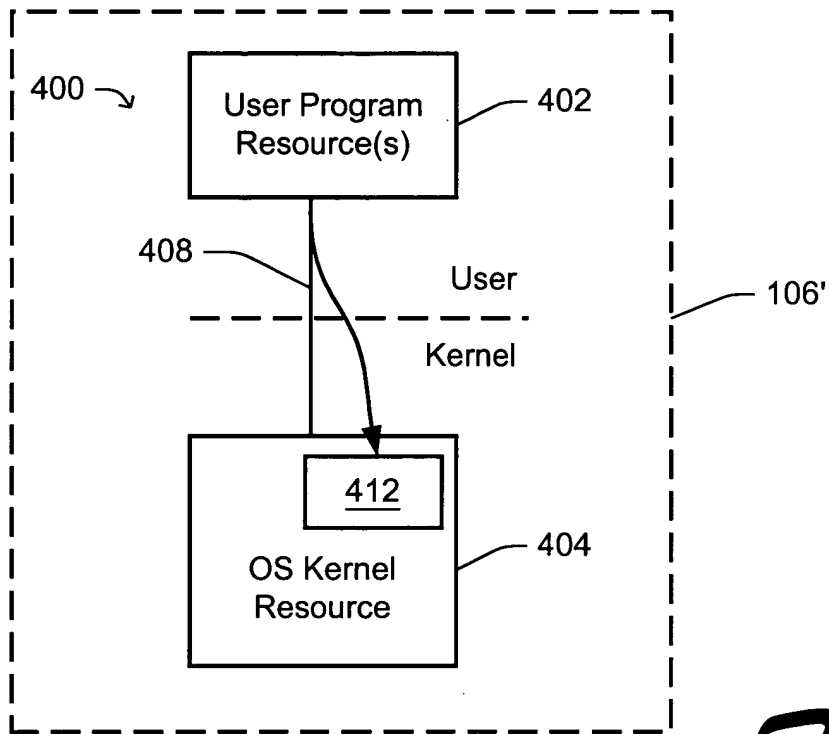 400
User Program
Resource(s)
402
408
User
106'
Kernel
412
404
OS Kernel
Resource